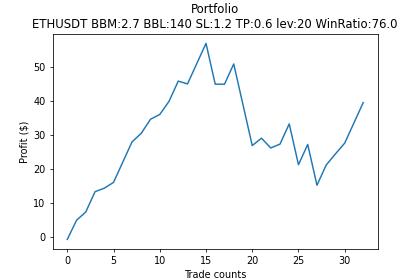 Portfolio
ETHUSDT BBM:2.7 BBL:140 SL:1.2 TP:0.6 lev:20 WinRatio:76.0
50
40
30
20
10
0
Profit ($)
0 5 10 15 20 25 30
Trade counts